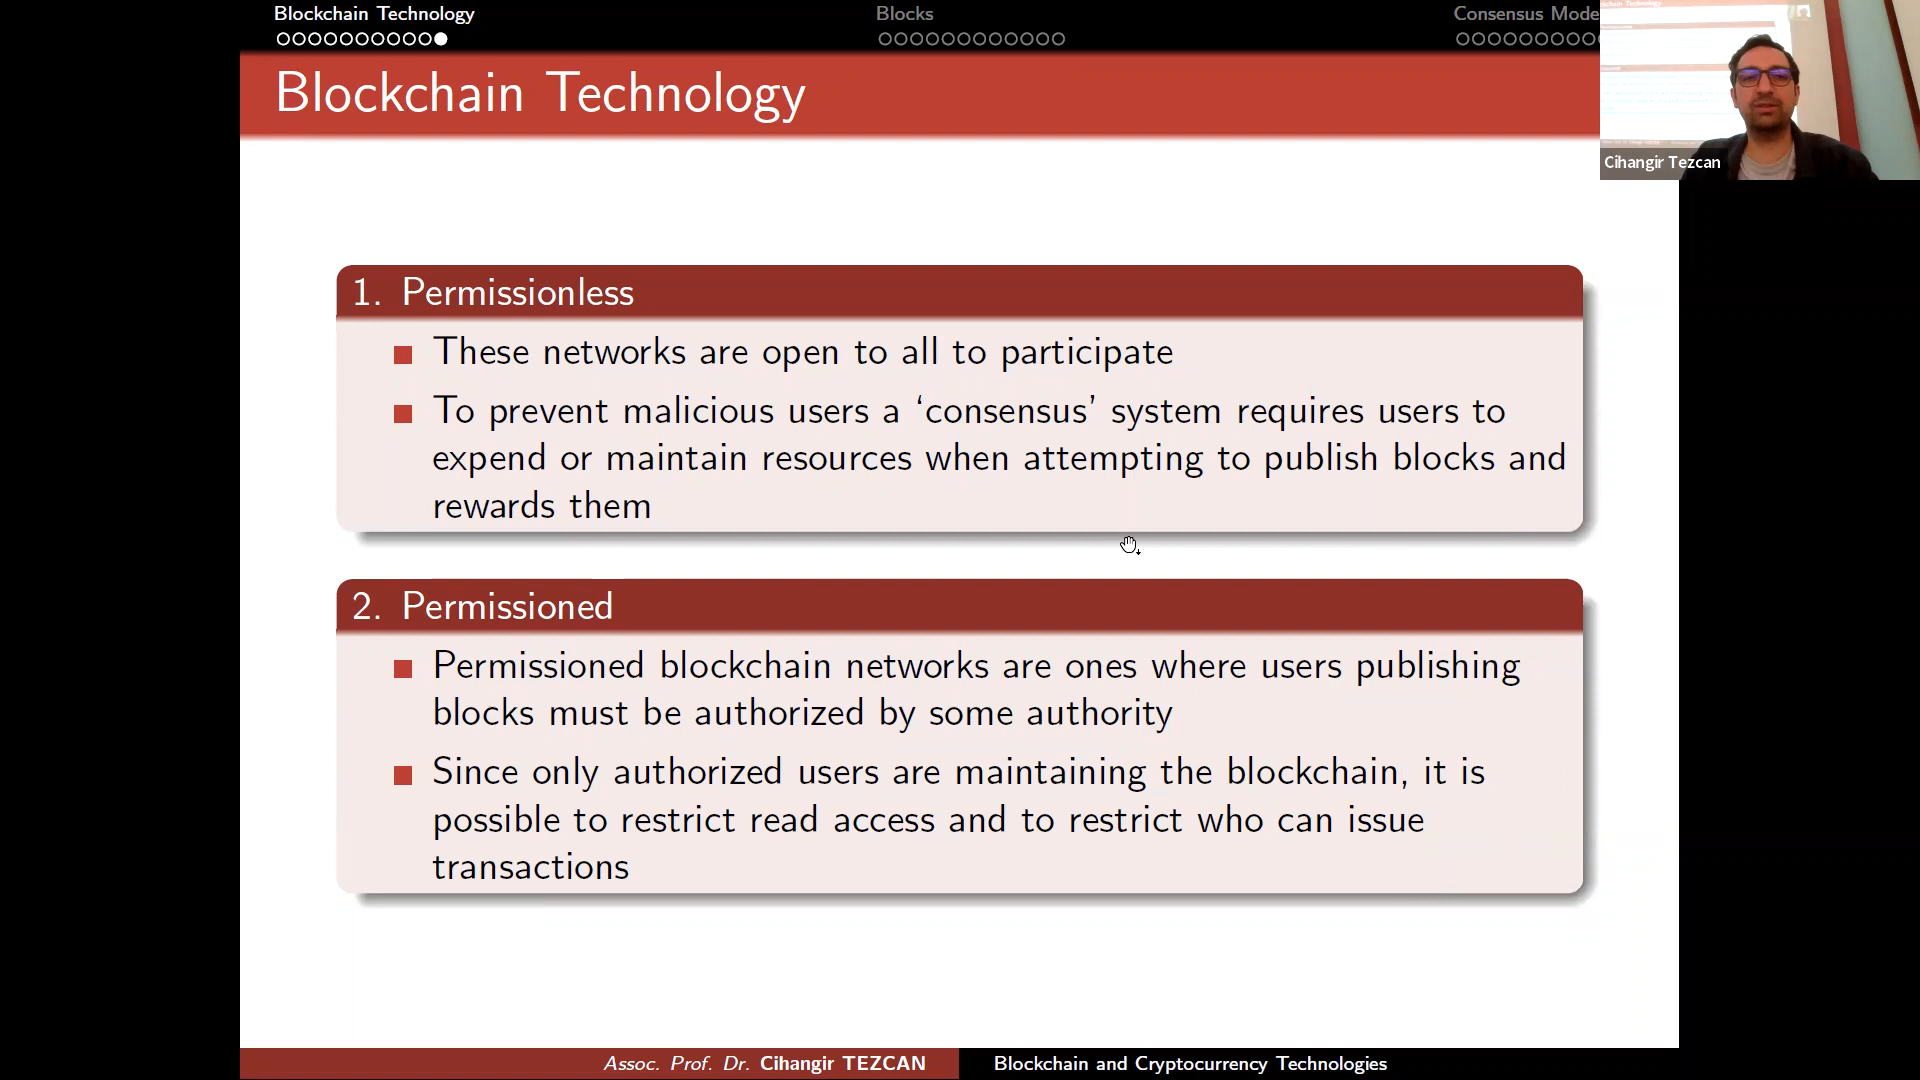 Blockchain Technology
Blocks
Consensus Mode
Blockchain Technology
Cihangir Tezcan
1. Permissionless
These networks are open to all to participate
To prevent malicious users a ‘consensus’ system requires users to
expend or maintain resources when attempting to publish blocks and
rewards them
2. Permissioned
Permissioned blockchain networks are ones where users publishing
blocks must be authorized by some authority
Since only authorized users are maintaining the blockchain, it is
possible to restrict read access and to restrict who can issue
transactions
Assoc. Prof. Dr. Cihangir TEZCAN
Blockchain and Cryptocurrency Technologies